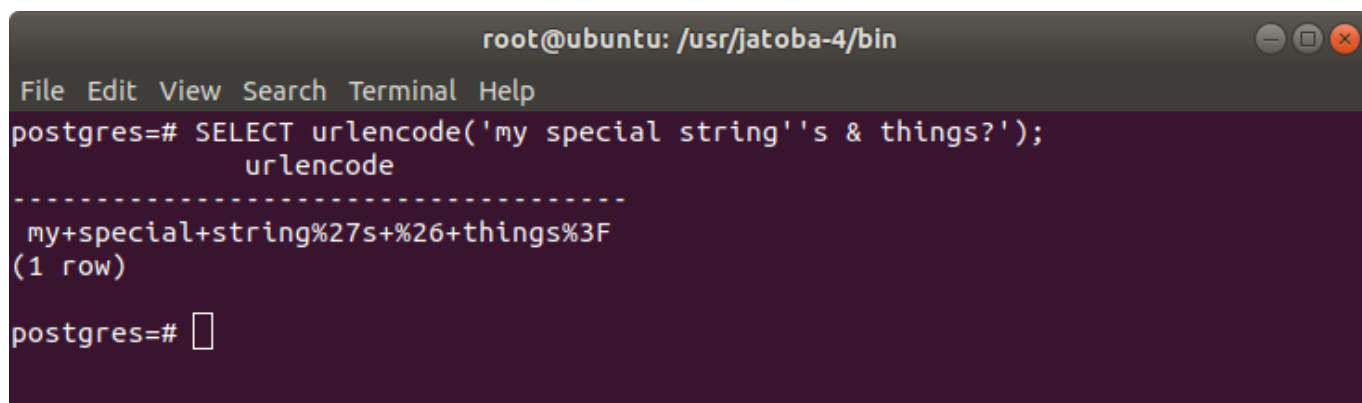 root@ubuntu: /usr/jatoba-4/bin
File Edit View Search Terminal Help
postgres=# SELECT urlencode('my special string''s & things?');
urlencode
-------------------------------------
my+special+string%27s+%26+things%3F
(1 row)
postgres=#